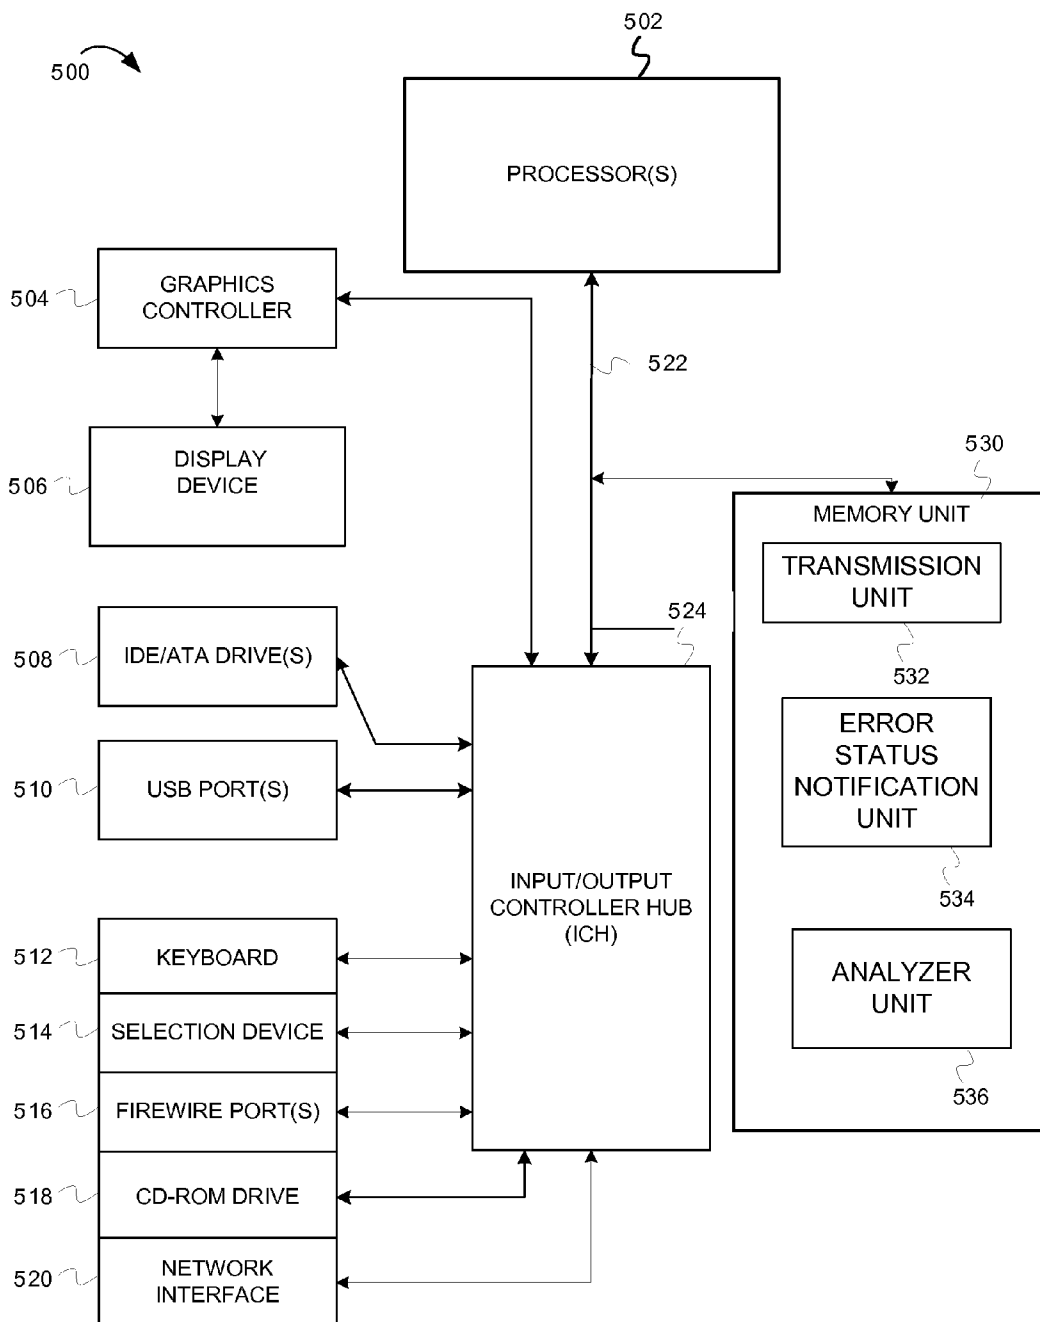 502
500
PROCESSOR(S)
504
GRAPHICS
CONTROLLER
522
506
DISPLAY
DEVICE
530
MEMORY UNIT
TRANSMISSION
UNIT
532
524
508
IDE/ATA DRIVE(S)
ERROR
STATUS
NOTIFICATION
UNIT
534
510
USB PORT(S)
INPUT/OUTPUT
CONTROLLER HUB
(ICH)
512
KEYBOARD
ANALYZER
UNIT
536
514
SELECTION DEVICE
516
FIREWIRE PORT(S)
518
CD-ROM DRIVE
520
NETWORK
INTERFACE